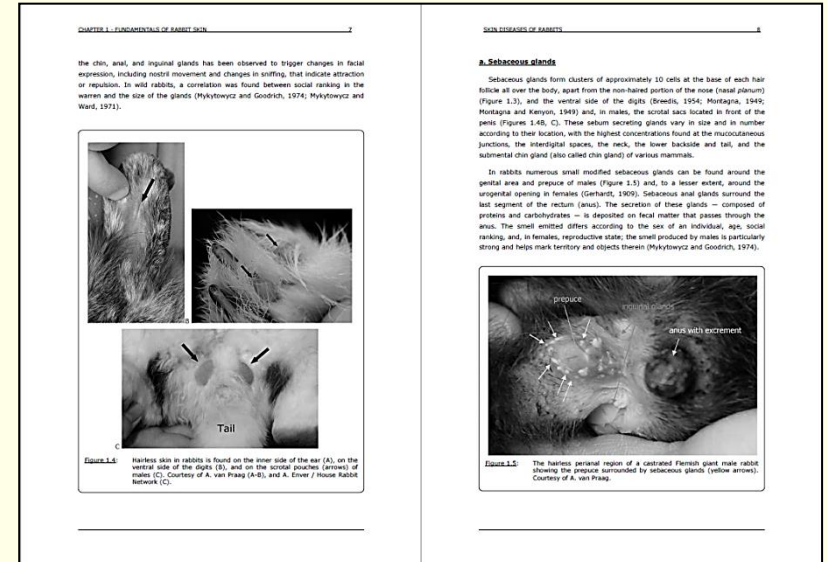 CHAPTER 1 - FUNDAMENTALS OF RABBIT SKIN 7
the chin, anal, and inguinal glands has been observed to trigger changes in facial
expression, including nostril movement and changes in sniffing, that indicate attraction
or repulsion. In wild rabbits, a correlation was found between social ranking in the
warren and the size of the glands (Mykytowycz and Goodrich, 1974; Mykytowycz and
Ward, 1971).
B
Tail
C
Figure 1.4: Hairless skin in rabbits is found on the inner side of the ear (A), on the
ventral side of the digits (B), and on the scrotal pouches (arrows) of
males (C). Courtesy of A. van Praag (A-B), and A. Enver / House Rabbit
Network (C).
SKIN DISEASES OF RABBITS 8
a. Sebaceous glands
Sebaceous glands form clusters of approximately 10 cells at the base of each hair
follicle all over the body, apart from the non-haired portion of the nose (nasal planum)
(Figure 1.3), and the ventral side of the digits (Breedis, 1954; Montagna, 1949;
Montagna and Kenyon, 1949) and, in males, the scrotal sacs located in front of the
penis (Figures 1.4B, C). These sebum secreting glands vary in size and in number
according to their location, with the highest concentrations found at the mucocutaneous
junctions, the interdigital spaces, the neck, the lower backside and tail, and the
submental chin gland (also called chin gland) of various mammals.
In rabbits numerous small modified sebaceous glands can be found around the
genital area and prepuce of males (Figure 1.5) and, to a lesser extent, around the
urogenital opening in females (Gerhardt, 1909). Sebaceous anal glands surround the
last segment of the rectum (anus). The secretion of these glands — composed of
proteins and carbohydrates — is deposited on fecal matter that passes through the
anus. The smell emitted differs according to the sex of an individual, age, social
ranking, and, in females, reproductive state; the smell produced by males is particularly
strong and helps mark territory and objects therein (Mykytowycz and Goodrich, 1974).
prepuce
inguinal glands
anus with excrement
Figure 1.5: The hairless perianal region of a castrated Flemish giant male rabbit
showing the prepuce surrounded by sebaceous glands (yellow arrows).
Courtesy of A. van Praag.